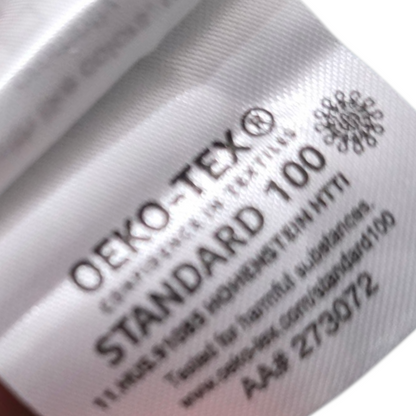 OEKO-TEX®
CONFIDENCE IN TEXTILES
STANDARD 100
HOHENSTEIN HTTI
Tested for harmful substances.
www.oeko-tex.com/standard100
AA# 273072